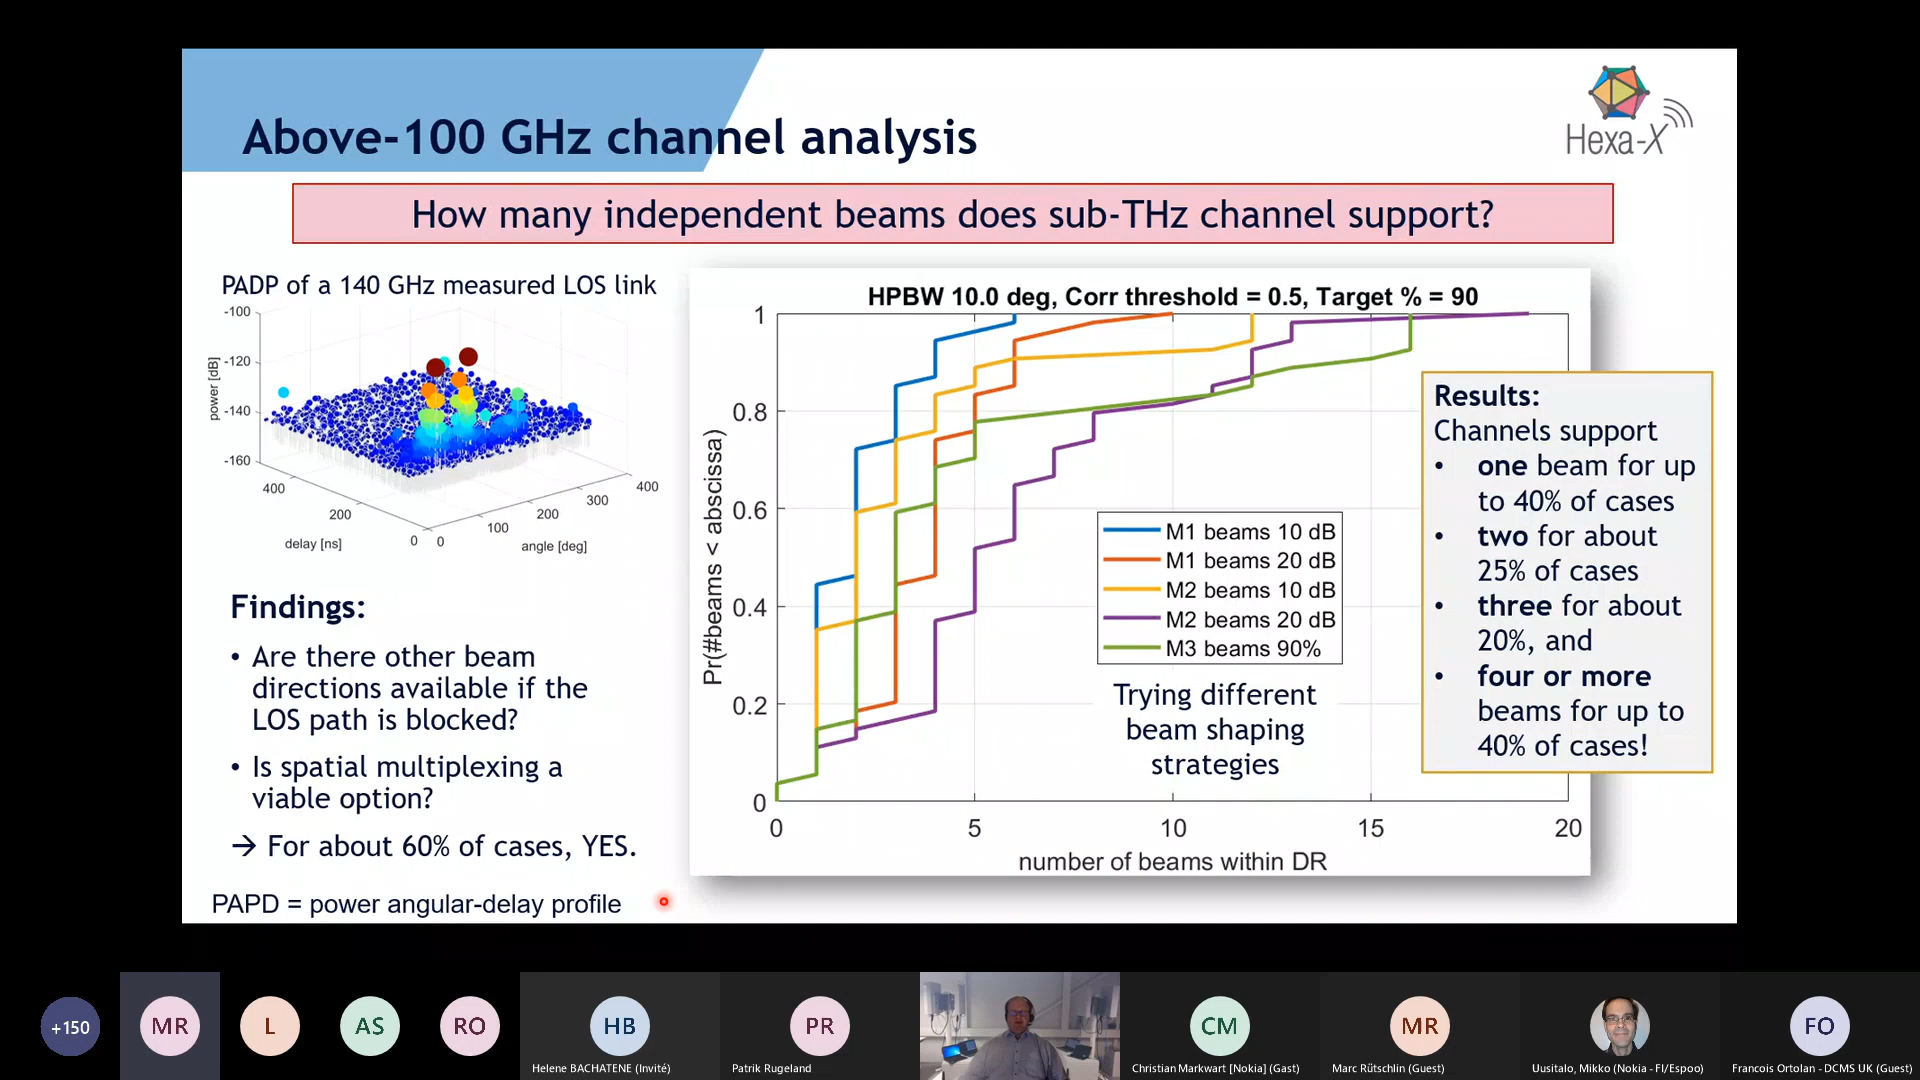 Above-100 GHz channel analysis
Hexa-X
How many independent beams does sub-THz channel support?
PADP of a 140 GHz measured LOS link
-100
-120
-140
-160
power [dB]
400
200
0
delay [ns]
0
100
200
300
400
angle [deg]
Findings:
• Are there other beam
directions available if the
LOS path is blocked?
• Is spatial multiplexing a
viable option?
→ For about 60% of cases, YES.
PAPD = power angular-delay profile
HPBW 10.0 deg, Corr threshold = 0.5, Target % = 90
1
0.8
0.6
0.4
0.2
0
Pr(#beams < abscissa)
0
5
10
15
20
number of beams within DR
M1 beams 10 dB
M1 beams 20 dB
M2 beams 10 dB
M2 beams 20 dB
M3 beams 90%
Trying different
beam shaping
strategies
Results:
Channels support
• one beam for up
to 40% of cases
• two for about
25% of cases
• three for about
20%, and
• four or more
beams for up to
40% of cases!
+150
MR
L
AS
RO
HB
Helene BACHATENE (Invité)
PR
Patrik Rugeland
CM
Christian Markwart [Nokia] (Gast)
MR
Marc Rütschlin (Guest)
Uusitalo, Mikko (Nokia - FI/Espoo)
FO
Francois Ortolan - DCMS UK (Guest)